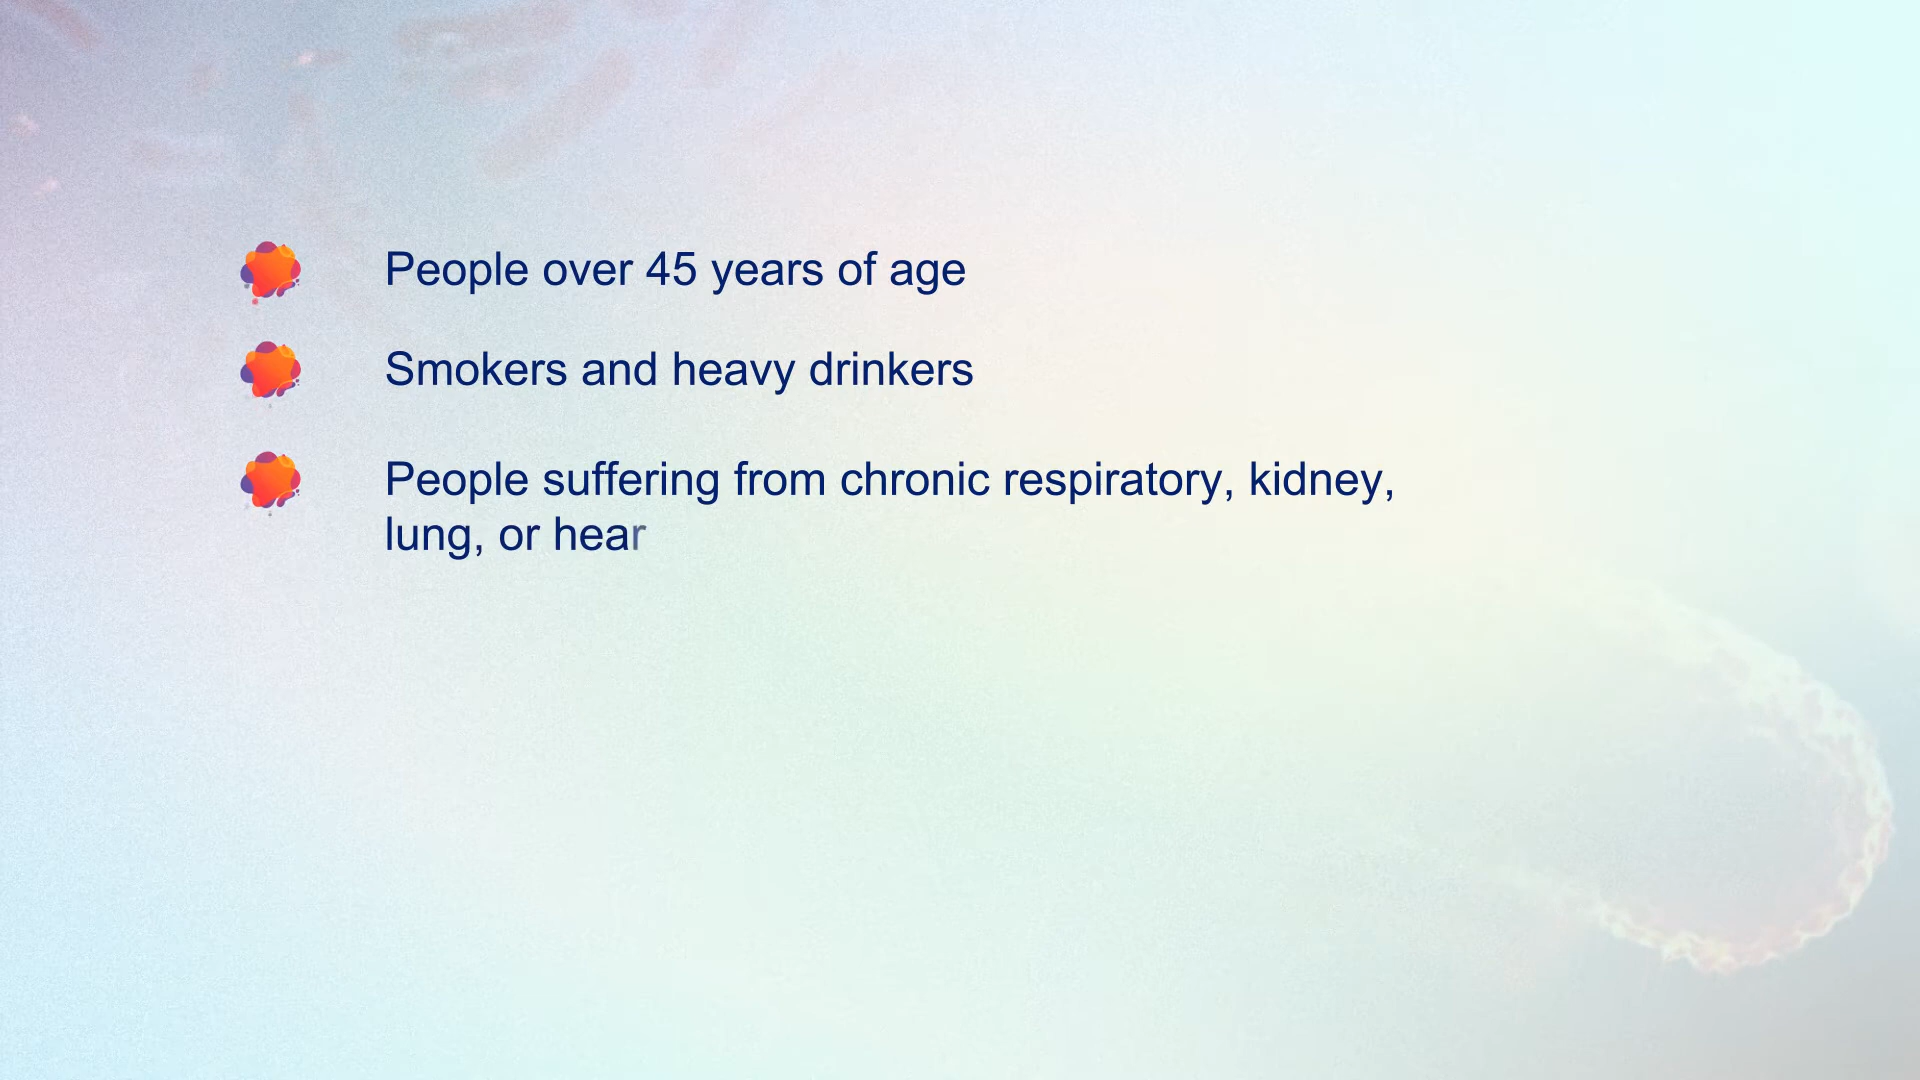 People over 45 years of age
Smokers and heavy drinkers
People suffering from chronic respiratory, kidney,
lung, or hear